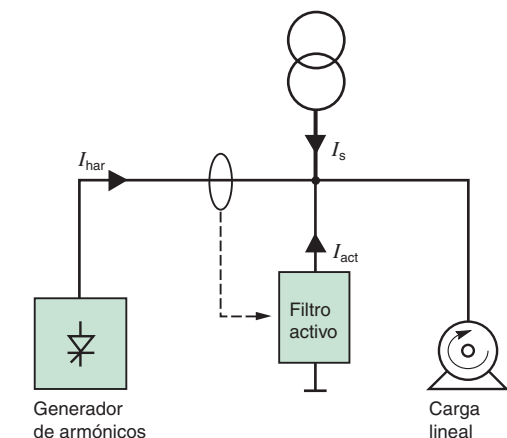 I_s
I_har
I_act
Filtro
activo
Generador
de armónicos
Carga
lineal